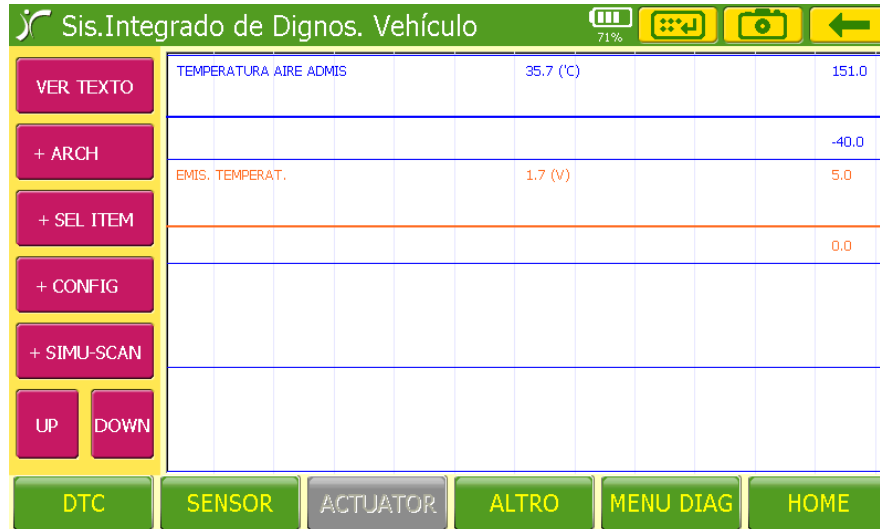 Sis.Integrado de Dignos. Vehículo
71%
VER TEXTO
+ ARCH
+ SEL ITEM
+ CONFIG
+ SIMU-SCAN
UP DOWN
TEMPERATURA AIRE ADMIS 35.7 (℃) 151.0
-40.0
EMIS. TEMPERAT. 1.7 (V) 5.0
0.0
DTC SENSOR ACTUATOR ALTRO MENU DIAG HOME